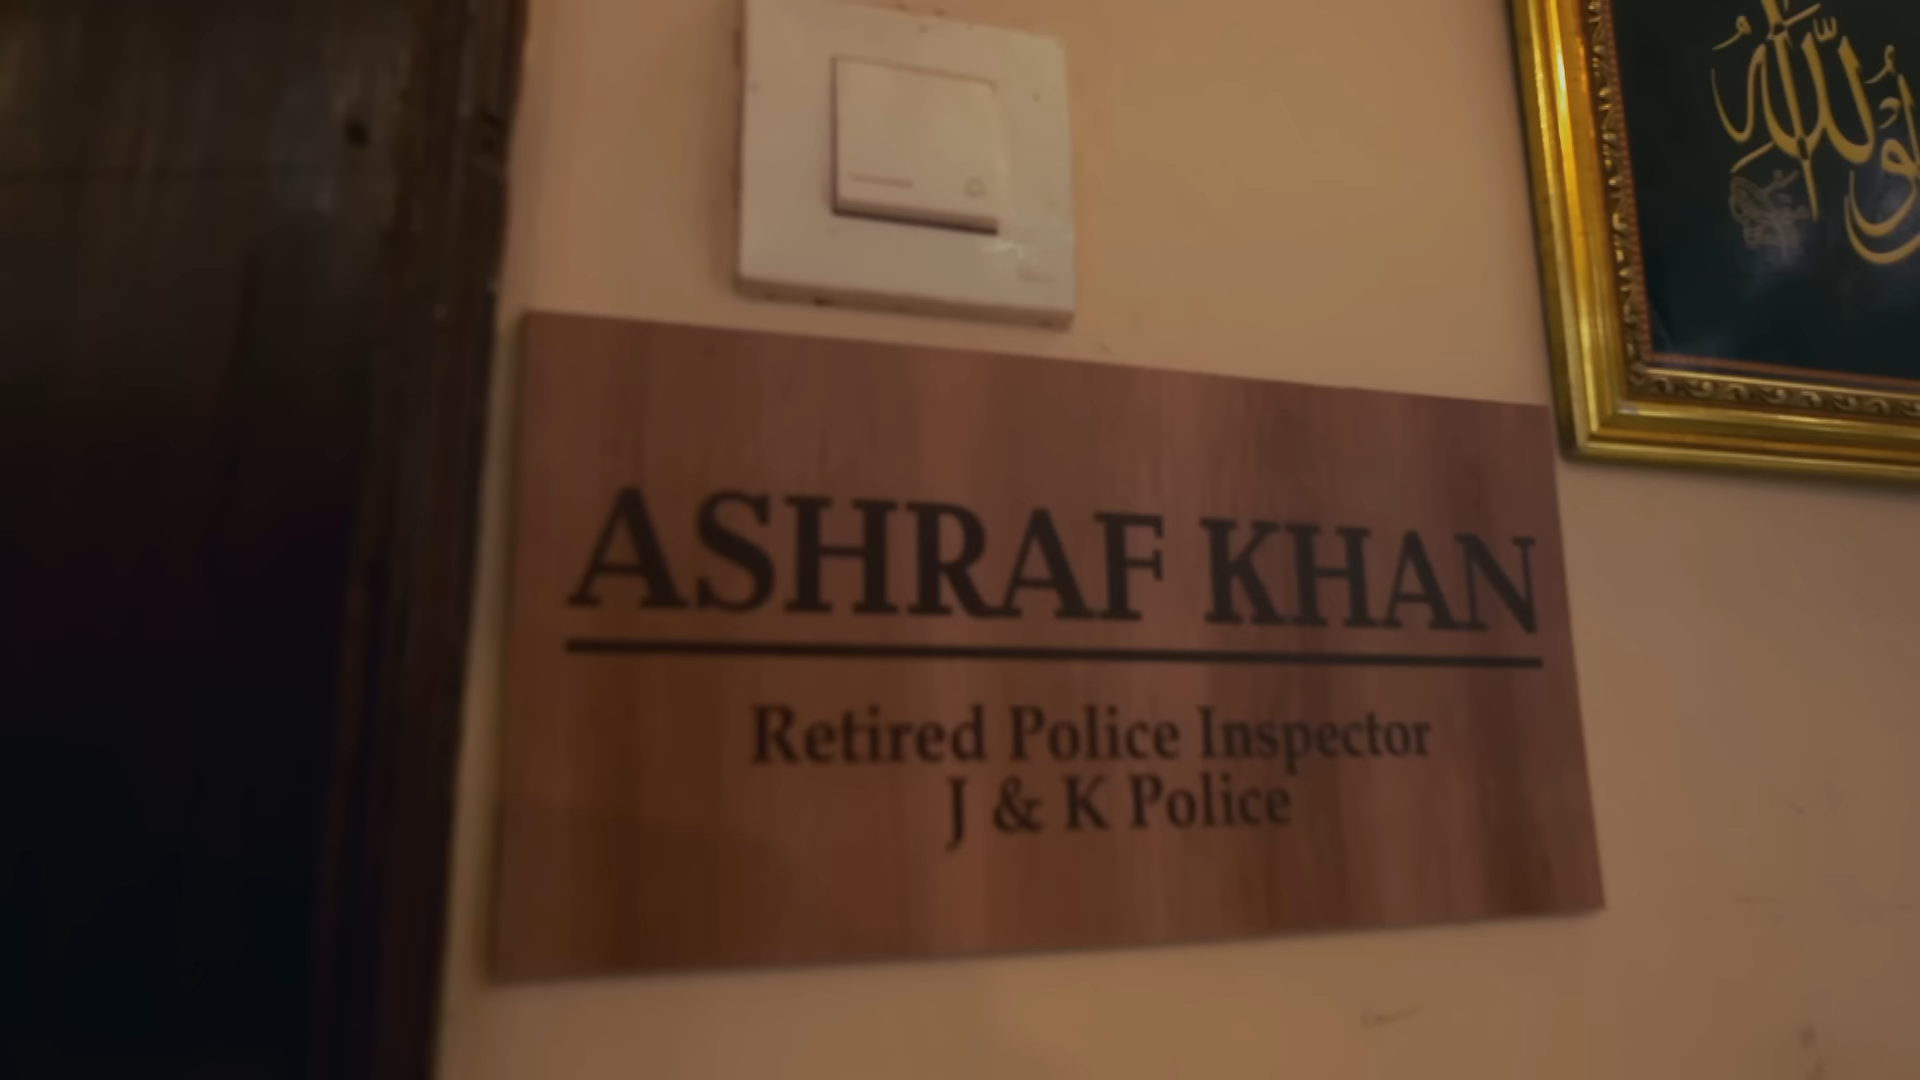 ASHRAF KHAN
Retired Police Inspector
J & K Police